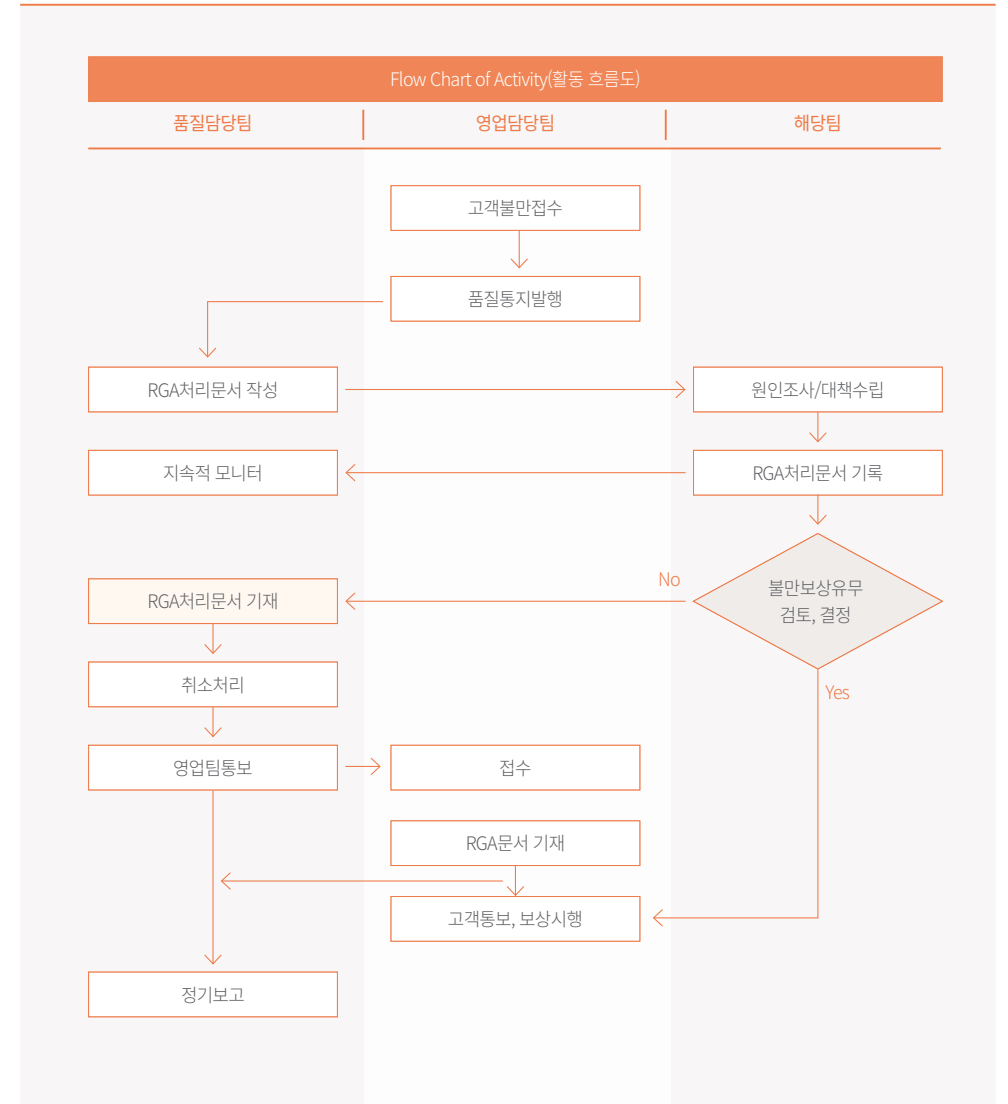 Flow Chart of Activity(활동 흐름도)
품질담당팀
영업담당팀
해당팀
고객불만접수
품질통지발행
RGA처리문서 작성
원인조사/대책수립
지속적 모니터
RGA처리문서 기록
No
불만보상유무
검토, 결정
RGA처리문서 기재
취소처리
Yes
영업팀통보
접수
RGA문서 기재
고객통보, 보상시행
정기보고